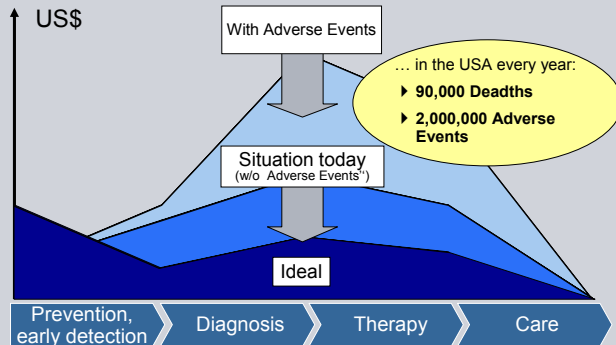 US$
With Adverse Events
… in the USA every year:
90,000 Deadths
2,000,000 Adverse
Events
Situation today
(w/o Adverse Events")
Ideal
Prevention,
early detection
Diagnosis
Therapy
Care